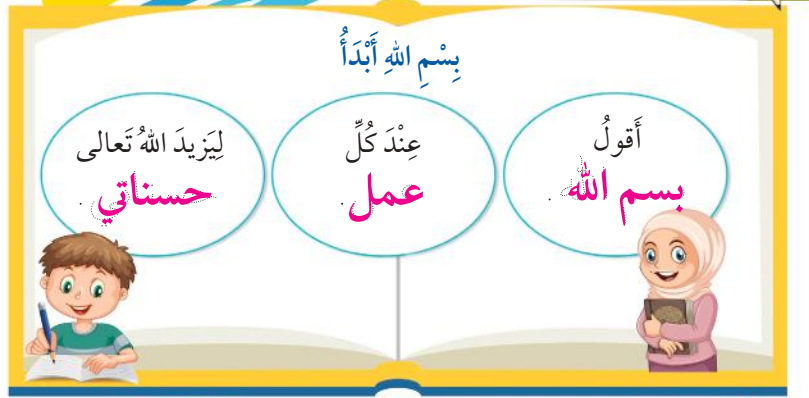 بِسْمِ اللهِ أَبْدَأُ
أَقولُ
بسم الله .
عِنْدَ كُلِّ
عمل .
لِيَزيدَ اللهُ تَعالى
حسناتي .